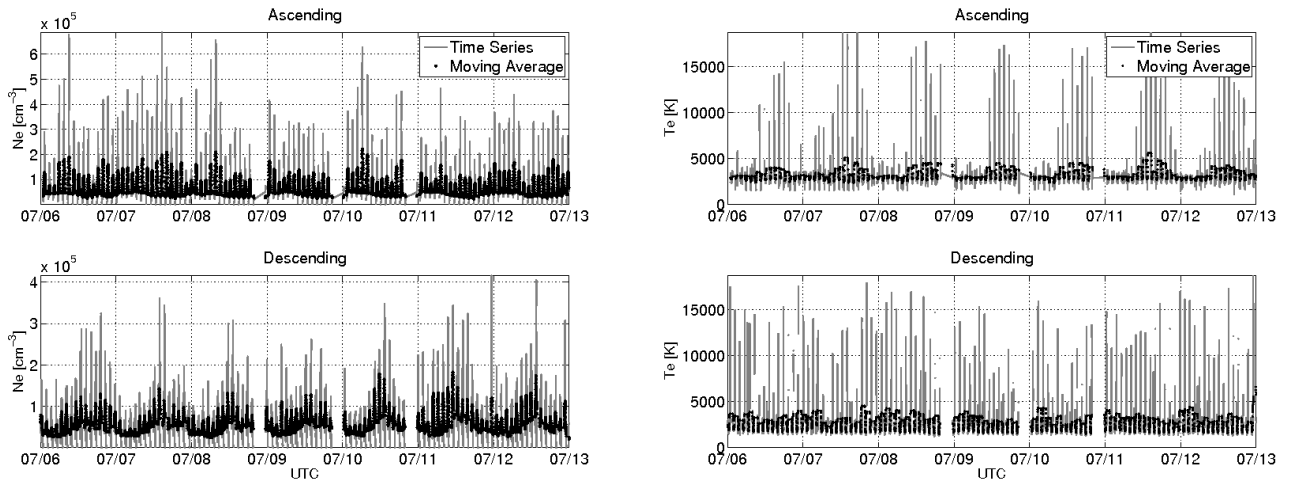 Ascending
x 10^5
Time Series
Moving Average
Ne [cm^-3]
6
5
4
3
2
1
07/06 07/07 07/08 07/09 07/10 07/11 07/12 07/13
Ascending
Time Series
Moving Average
Te [K]
15000
10000
5000
0
07/06 07/07 07/08 07/09 07/10 07/11 07/12 07/13
Descending
x 10^5
Ne [cm^-3]
4
3
2
1
07/06 07/07 07/08 07/09 07/10 07/11 07/12 07/13
UTC
Descending
Te [K]
15000
10000
5000
0
07/06 07/07 07/08 07/09 07/10 07/11 07/12 07/13
UTC